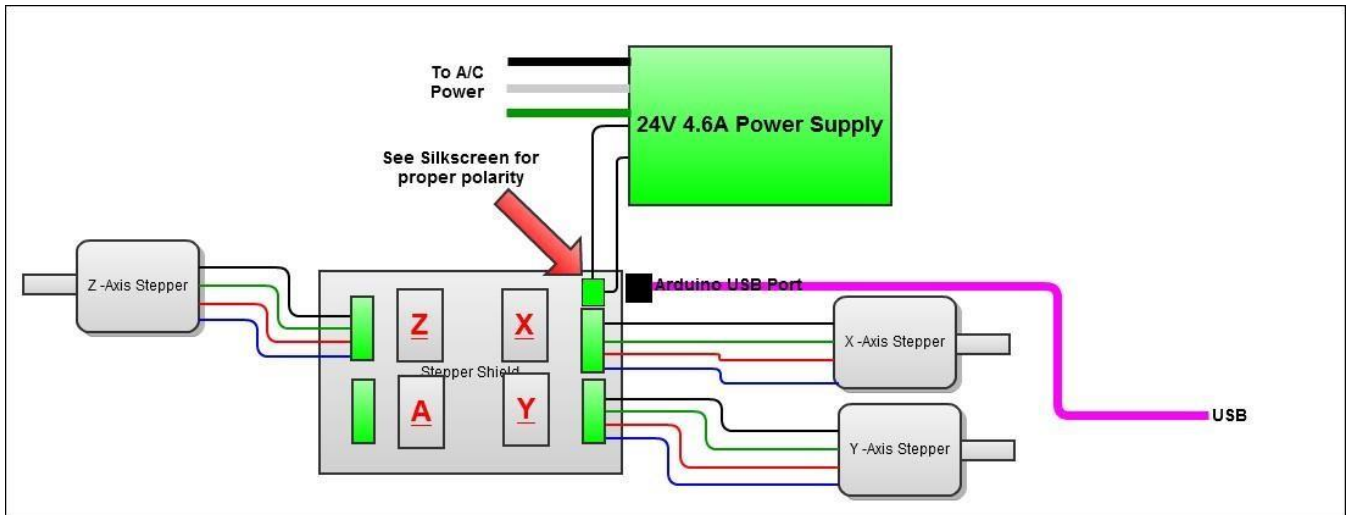 To A/C
Power
24V 4.6A Power Supply
See Silkscreen for
proper polarity
Z -Axis Stepper
Arduino USB Port
Z
X
X -Axis Stepper
Stepper Shield
A
Y
USB
Y -Axis Stepper